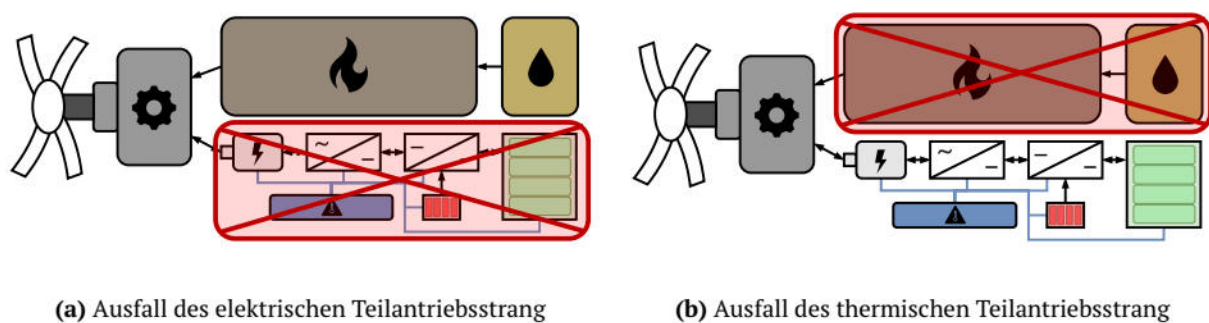 (a) Ausfall des elektrischen Teilantriebsstrang
(b) Ausfall des thermischen Teilantriebsstrang